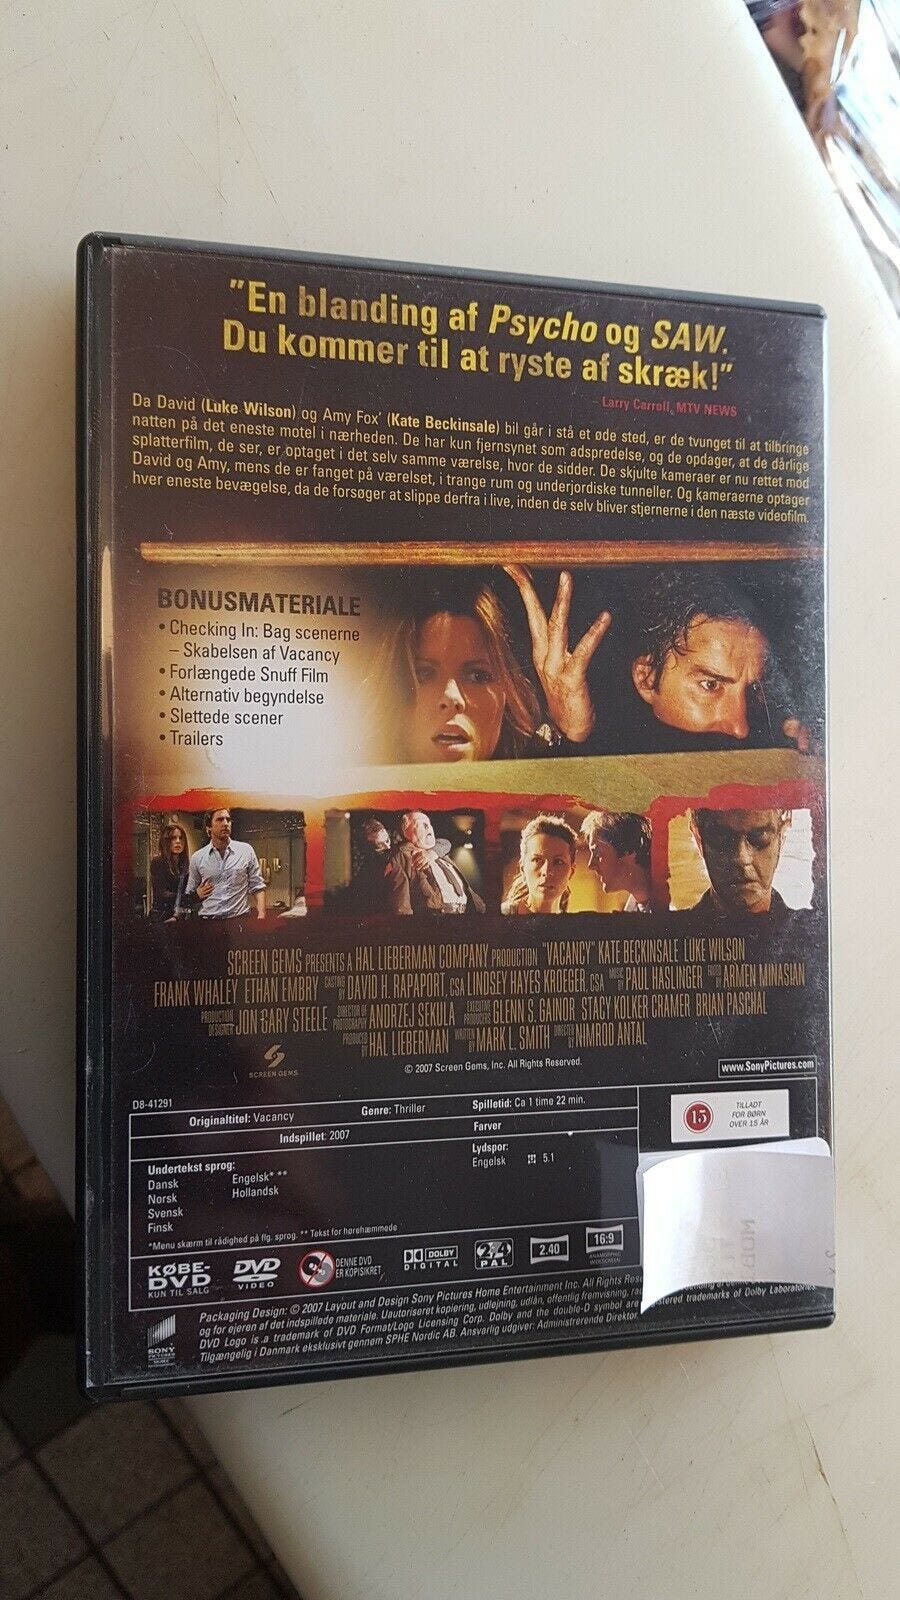 ”En blanding af Psycho og SAW.
Du kommer til at ryste af skræk!”
- Larry Carroll, MTV NEWS
Da David (Luke Wilson) og Amy Fox' (Kate Beckinsale) bil går i stå et øde sted, er de tvunget til at tilbringe
natten på det eneste motel i nærheden. De har kun fjernsynet som adspredelse, og de opdager, at de dårlige
splatterfilm, de ser, er optaget i det selv samme værelse, hvor de sidder. De skjulte kameraer er nu rettet mod
David og Amy, mens de er fanget på værelset, i trange rum og underjordiske tunneller. Og kameraerne optager
hver eneste bevægelse, da de forsøger at slippe derfra i live, inden de selv bliver stjernerne i den næste videofilm.
BONUSMATERIALE
• Checking In: Bag scenerne
– Skabelsen af Vacancy
• Forlængede Snuff Film
• Alternativ begyndelse
• Slettede scener
• Trailers
SCREEN GEMS PRESENTS A HAL LIEBERMAN COMPANY PRODUCTION "VACANCY" KATE BECKINSALE LUKE WILSON
FRANK WHALEY ETHAN EMBRY CASTING BY DAVID H. RAPAPORT, CSA LINDSEY HAYES KROEGER, CSA MUSIC BY PAUL HASLINGER EDITED BY ARMEN MINASIAN
PRODUCTION DESIGNER JON GARY STEELE DIRECTOR OF PHOTOGRAPHY ANDRZEJ SEKULA EXECUTIVE PRODUCERS GLENN S. GAINOR STACY KOLKER CRAMER BRIAN PASCHAL
PRODUCED BY HAL LIEBERMAN WRITTEN BY MARK L. SMITH DIRECTED BY NIMROD ANTAL
SCREEN GEMS
© 2007 Screen Gems, Inc. All Rights Reserved.
www.SonyPictures.com
D8-41291
Originaltitel: Vacancy Genre: Thriller Spilletid: Ca 1 time 22 min.
Indspillet: 2007 Farver
15 TILLADT
FOR BØRN
OVER 15 ÅR
Undertekst sprog:
Dansk Engelsk* **
Norsk Hollandsk
Svensk
Finsk
Lydspor:
Engelsk 5.1
*Menu skærm til rådighed på flg. sprog. ** Tekst for hørehæmmede
KØBE-
DVD
KUN TIL SALG
DVD
VIDEO
DENNE DVD
ER KOPISIKRET
DOLBY
DIGITAL
2,4
PAL
2.40
16:9
ANAMORPHIC
WIDESCREEN
SONY
PICTURES
Packaging Design: © 2007 Layout and Design Sony Pictures Home Entertainment Inc. All Rights
og for ejeren af det indspillede materiale. Uautoriseret kopiering, udlejning, udlån, offentlig fremvisning,
DVD Logo is a trademark of DVD Format/Logo Licensing Corp. Dolby and the double-D symbol are trademarks of Dolby Laboratories.
Tilgængelig i Danmark eksklusivt gennem SPHE Nordic AB. Ansvarlig udgiver: Administrerende Direktør